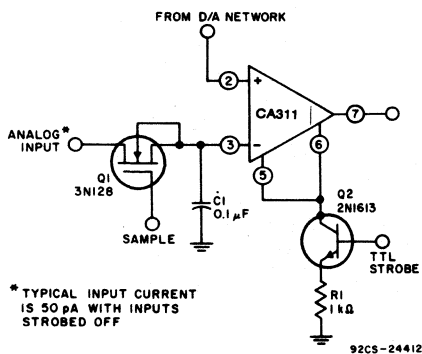 FROM D/A NETWORK
2
+
CA311
7
ANALOG*
INPUT
3
-
6
5
Q1
3N128
C1
0.1 µF
Q2
2N1613
SAMPLE
TTL
STROBE
* TYPICAL INPUT CURRENT
IS 50 pA WITH INPUTS
STROBED OFF
R1
1 kΩ
92CS-24412